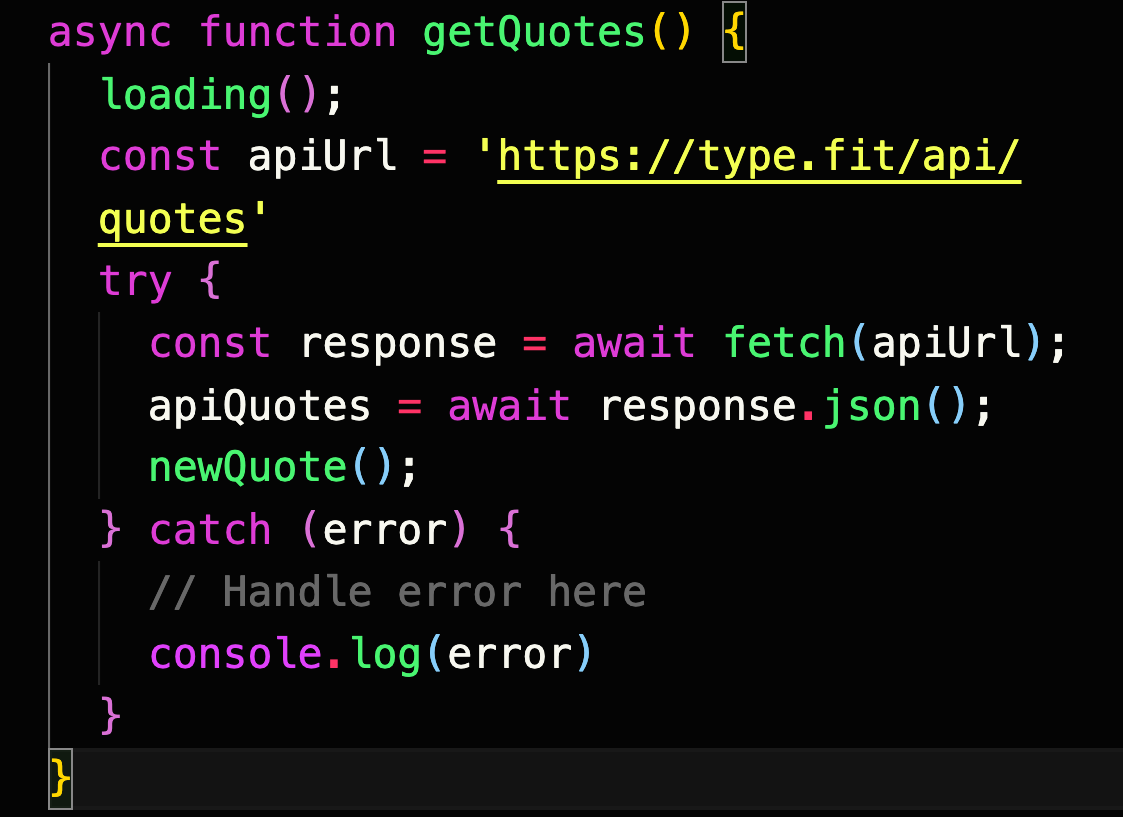 async function getQuotes() {
  loading();
  const apiUrl = 'https://type.fit/api/
  quotes'
  try {
    const response = await fetch(apiUrl);
    apiQuotes = await response.json();
    newQuote();
  } catch (error) {
    // Handle error here
    console.log(error)
  }
}